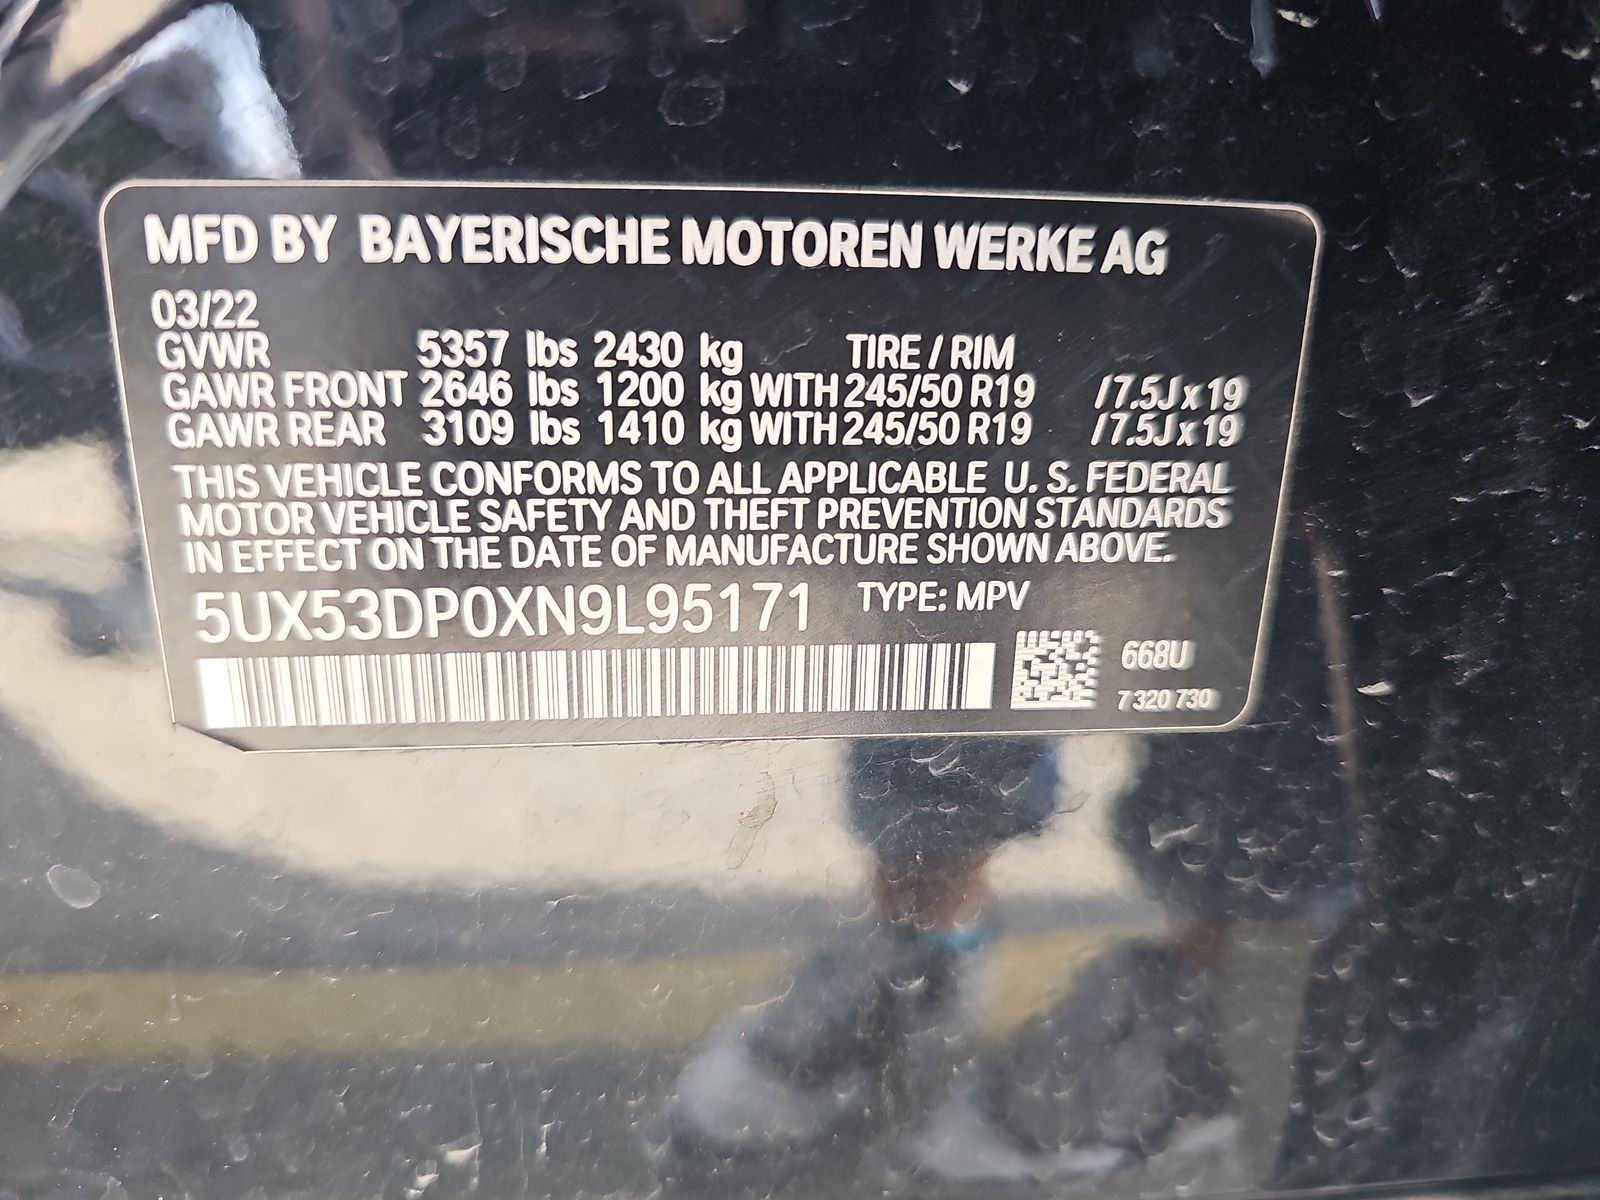 MFD BY BAYERISCHE MOTOREN WERKE AG
03/22
GVWR 5357 lbs 2430 kg TIRE / RIM
GAWR FRONT 2646 lbs 1200 kg WITH 245/50 R19 /7.5J x 19
GAWR REAR 3109 lbs 1410 kg WITH 245/50 R19 /7.5J x 19
THIS VEHICLE CONFORMS TO ALL APPLICABLE U. S. FEDERAL
MOTOR VEHICLE SAFETY AND THEFT PREVENTION STANDARDS
IN EFFECT ON THE DATE OF MANUFACTURE SHOWN ABOVE.
5UX53DP0XN9L95171 TYPE: MPV
668U
7 320 730